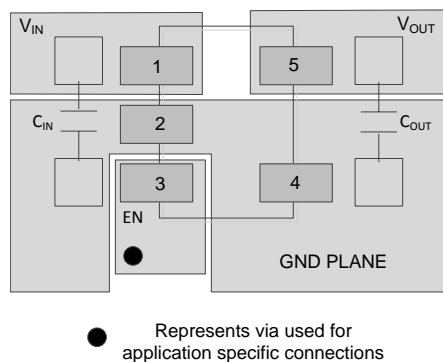 VIN
VOUT
1
5
CIN
2
COUT
3
4
EN
GND PLANE
Represents via used for
application specific connections